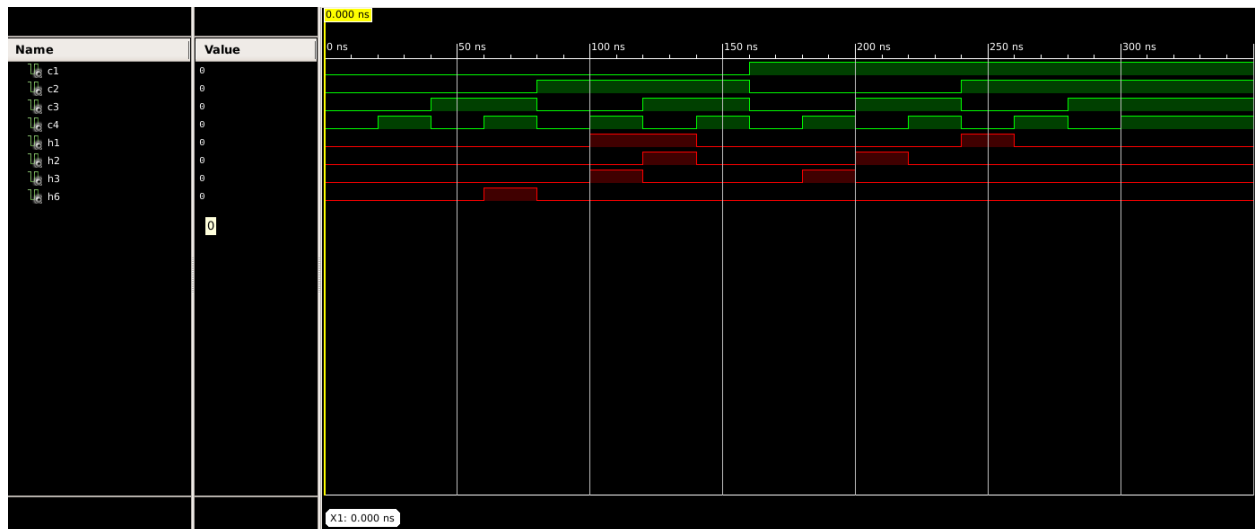 0.000 ns
Name Value
0 ns 50 ns 100 ns 150 ns 200 ns 250 ns 300 ns
c1 0
c2 0
c3 0
c4 0
h1 0
h2 0
h3 0
h6 0
0
X1: 0.000 ns